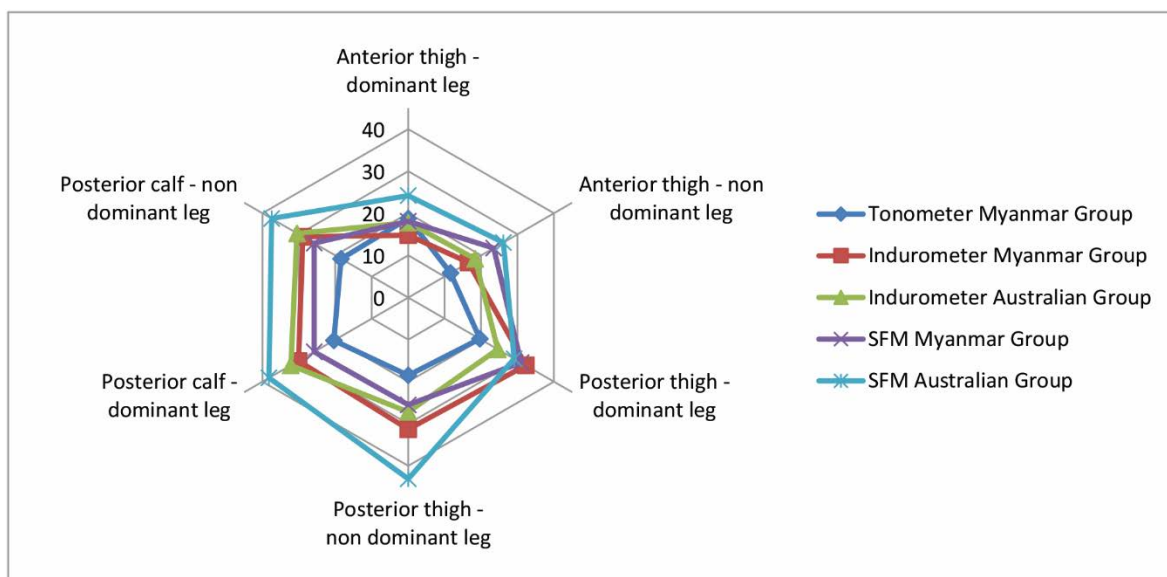 Anterior thigh -
dominant leg
40
30
20
10
0
Anterior thigh - non
dominant leg
Posterior thigh -
dominant leg
Posterior thigh -
non dominant leg
Posterior calf -
dominant leg
Posterior calf - non
dominant leg
Tonometer Myanmar Group
Indurometer Myanmar Group
Indurometer Australian Group
SFM Myanmar Group
SFM Australian Group